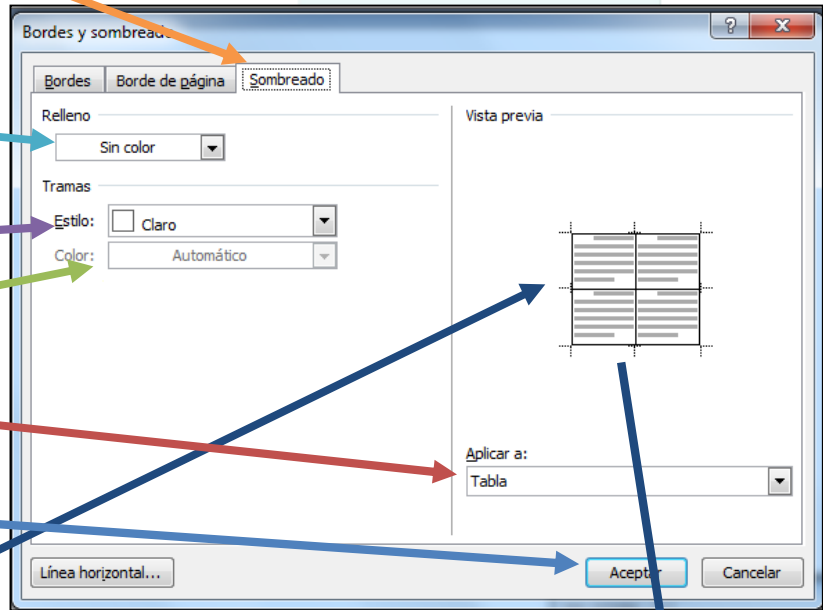 Bordes y sombreado
Bordes
Borde de página
Sombreado
Relleno
Sin color
Tramas
Estilo:
Claro
Color:
Automático
Vista previa
Aplicar a:
Tabla
Línea horizontal...
Aceptar
Cancelar